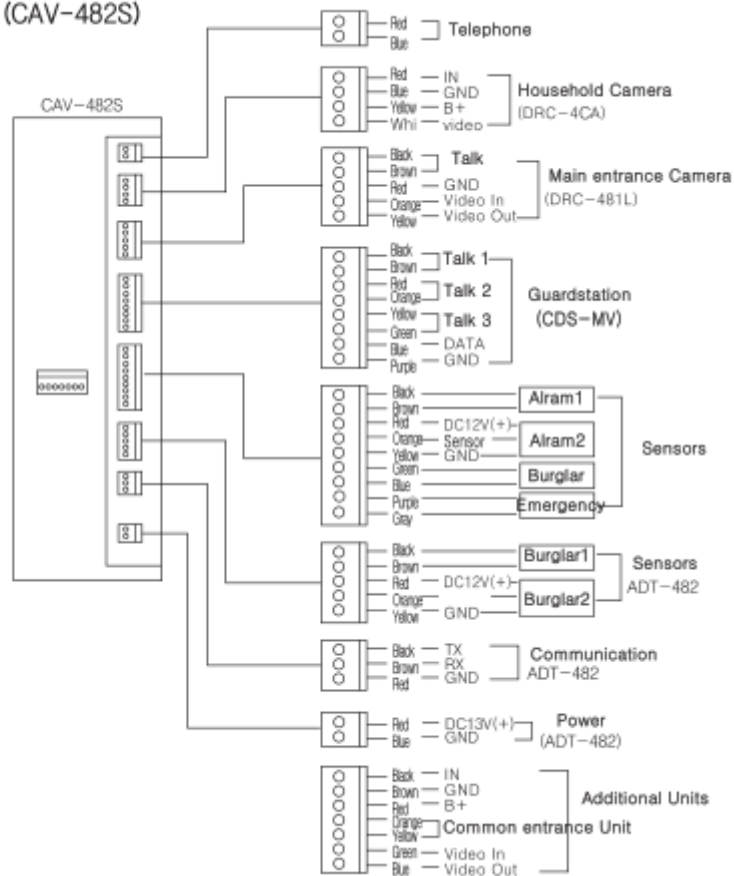 (CAV-482S)
CAV-482S
Red
Blue
Telephone
Red IN
Blue GND
Yellow B+
Whi video
Household Camera
(DRC-4CA)
Black
Brown
Talk
Red GND
Orange Video In
Yellow Video Out
Main entrance Camera
(DRC-481L)
Black
Brown
Talk 1
Red
Orange
Talk 2
Yellow
Green
Talk 3
Blue DATA
Purple GND
Guardstation
(CDS-MV)
Black
Brown
Alram1
Red DC12V(+)
Orange Sensor
Yellow GND
Alram2
Green
Blue
Burglar
Purple
Gray
Emergency
Sensors
Black
Brown
Burglar1
Red DC12V(+)
Orange
Yellow GND
Burglar2
Sensors
ADT-482
Black TX
Brown RX
Red GND
Communication
ADT-482
Red DC13V(+)
Blue GND
Power
(ADT-482)
Black IN
Brown GND
Red B+
Orange
Yellow
Common entrance Unit
Green Video In
Blue Video Out
Additional Units